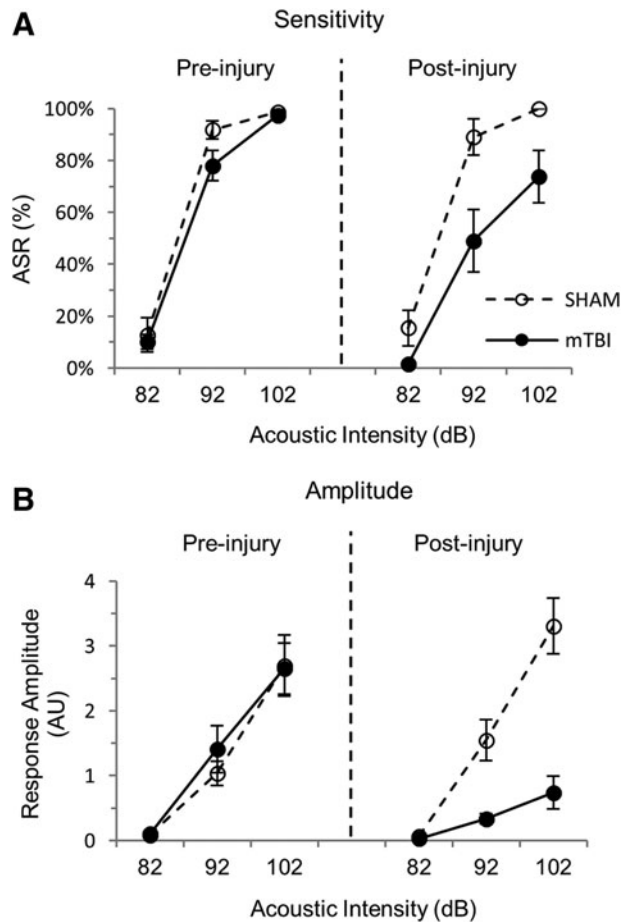 A
Sensitivity
Pre-injury Post-injury
100%
80%
60%
40%
20%
0%
ASR (%)
SHAM
mTBI
82 92 102 82 92 102
Acoustic Intensity (dB)
B
Amplitude
Pre-injury Post-injury
4
3
2
1
0
Response Amplitude
(AU)
82 92 102 82 92 102
Acoustic Intensity (dB)